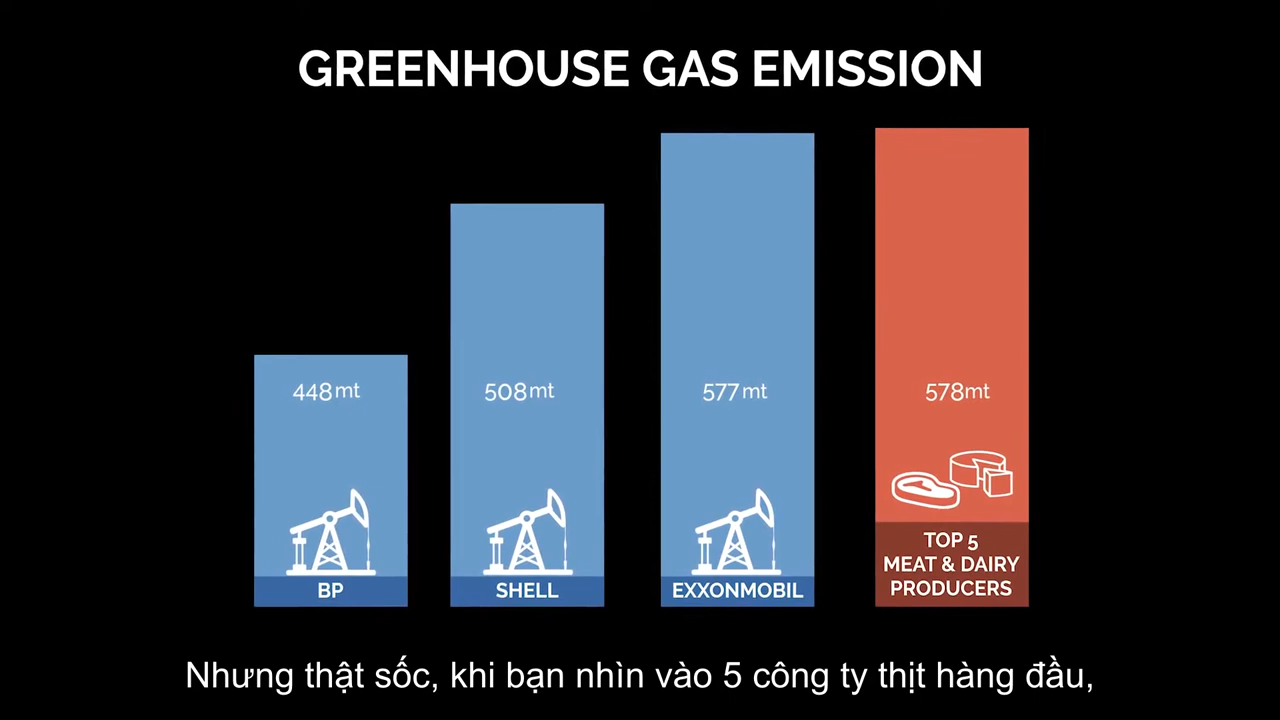 GREENHOUSE GAS EMISSION
448mt
508mt
577mt
578mt
BP
SHELL
EXXONMOBIL
TOP 5
MEAT & DAIRY
PRODUCERS
Nhưng thật sốc, khi bạn nhìn vào 5 công ty thịt hàng đầu,